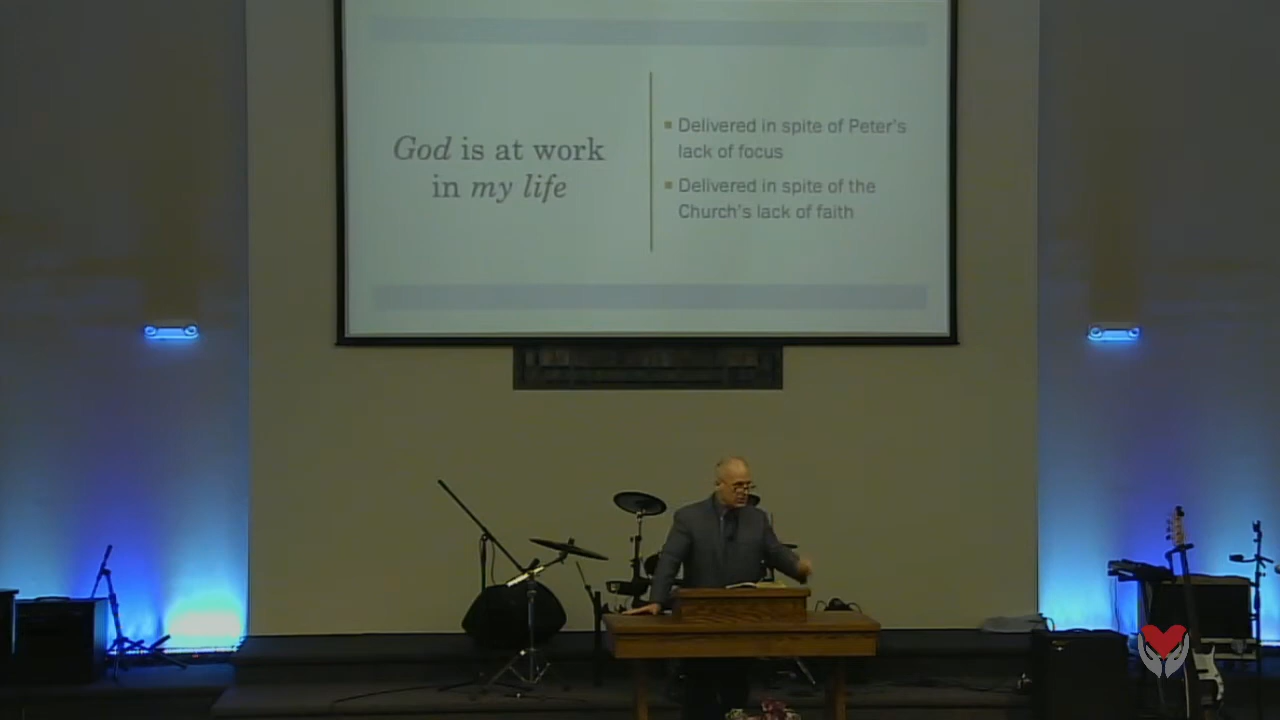 God is at work
in my life
▪ Delivered in spite of Peter's
lack of focus
▪ Delivered in spite of the
Church's lack of faith